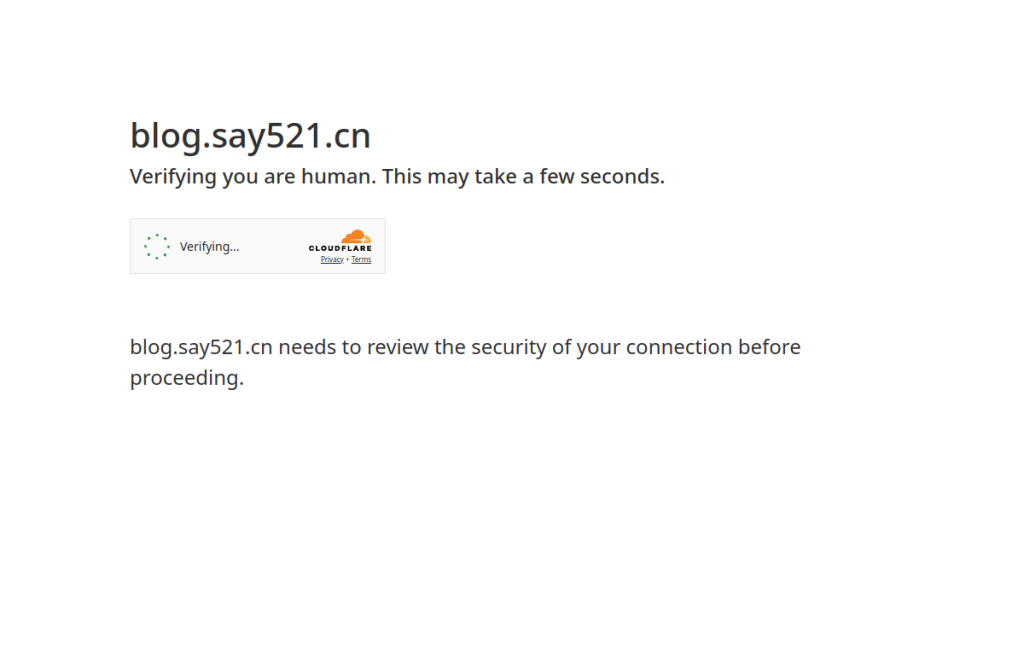 blog.say521.cn
Verifying you are human. This may take a few seconds.
Verifying...
CLOUDFLARE
Privacy • Terms
blog.say521.cn needs to review the security of your connection before
proceeding.